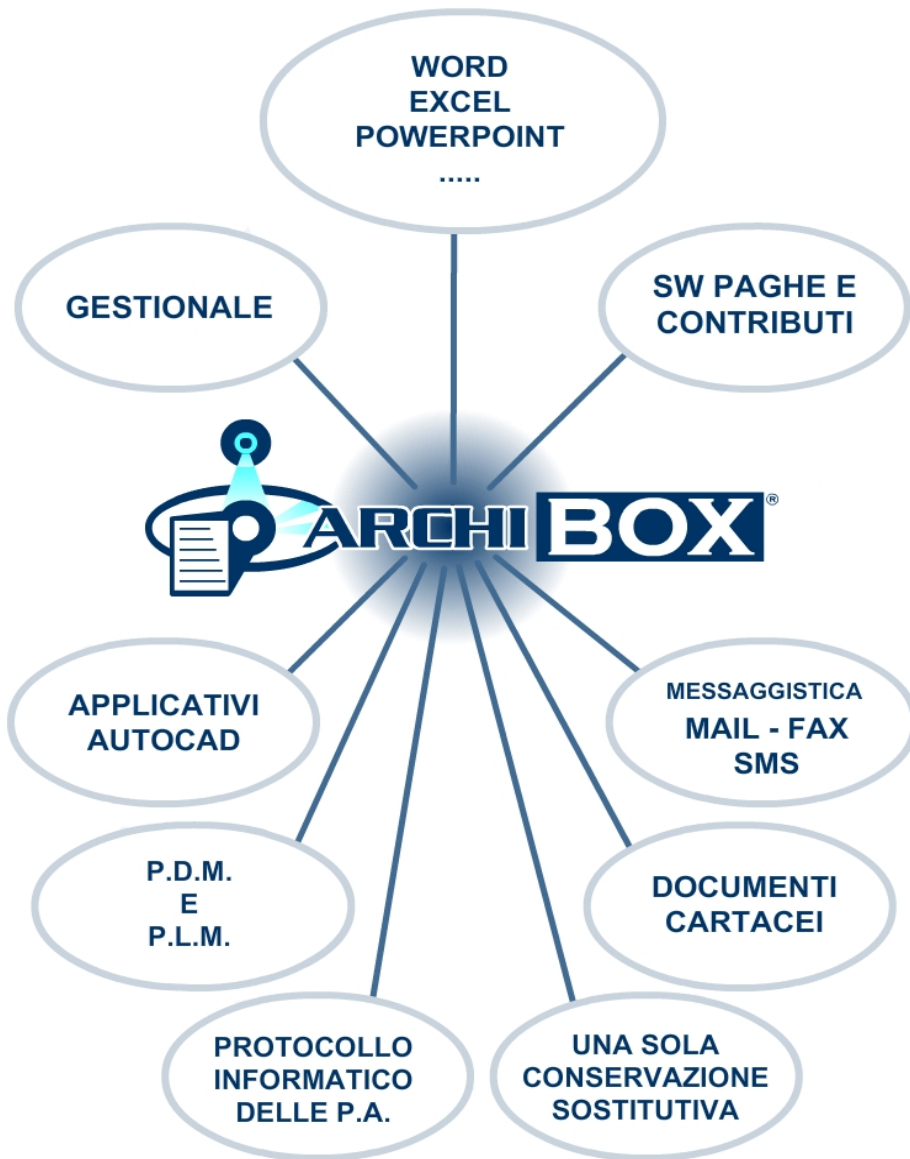 WORD
EXCEL
POWERPOINT
.....
GESTIONALE
SW PAGHE E
CONTRIBUTI
ARCHI BOX®
APPLICATIVI
AUTOCAD
MESSAGGISTICA
MAIL - FAX
SMS
P.D.M.
E
P.L.M.
DOCUMENTI
CARTACEI
PROTOCOLLO
INFORMATICO
DELLE P.A.
UNA SOLA
CONSERVAZIONE
SOSTITUTIVA